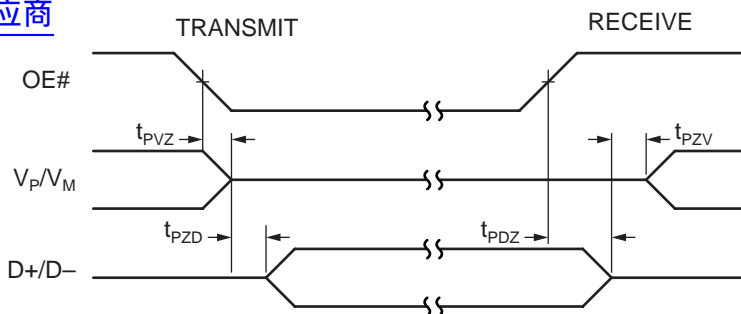 应商
TRANSMIT
RECEIVE
OE#
tPVZ
tPZV
VP/VM
tPZD
tPDZ
D+/D–